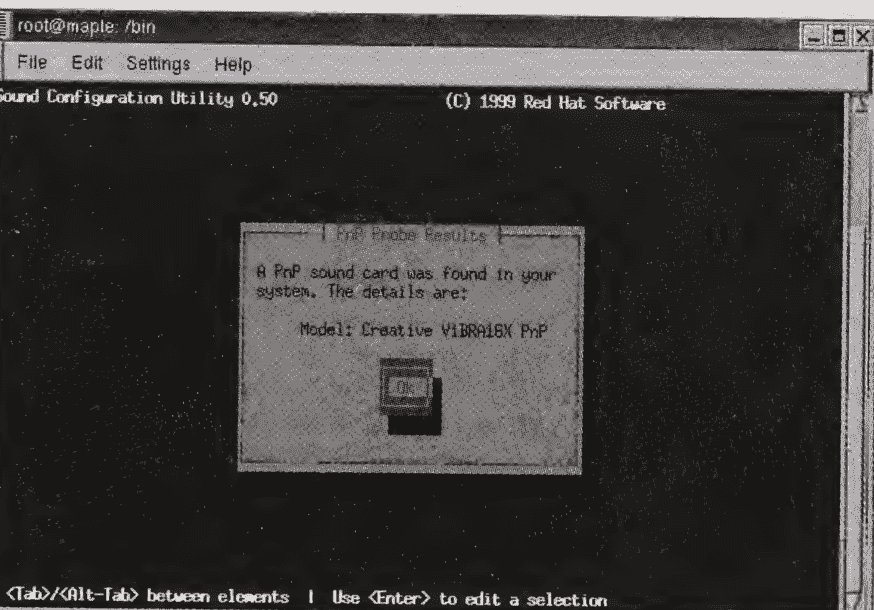 root@maple: /bin
File Edit Settings Help
Sound Configuration Utility 0.50 (C) 1999 Red Hat Software
PnP Probe Results
A PnP sound card was found in your
system. The details are:
Model: Creative ViBRA16X PnP
Ok
<Tab>/<Alt-Tab> between elements | Use <Enter> to edit a selection